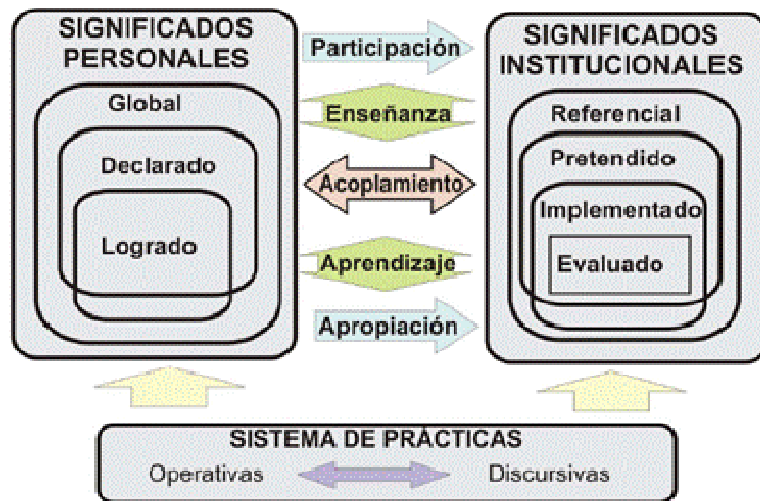 SIGNIFICADOS
PERSONALES
Global
Declarado
Logrado
Participación
Enseñanza
Acoplamiento
Aprendizaje
Apropiación
SIGNIFICADOS
INSTITUCIONALES
Referencial
Pretendido
Implementado
Evaluado
SISTEMA DE PRÁCTICAS
Operativas
Discursivas